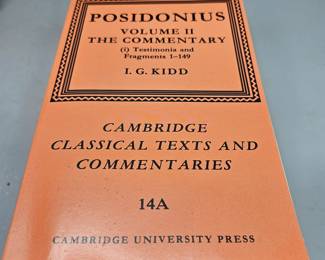 POSIDONIUS
VOLUME II
THE COMMENTARY
(i) Testimonia and
Fragments 1-149
I. G. KIDD
CAMBRIDGE
CLASSICAL TEXTS AND
COMMENTARIES
14A
CAMBRIDGE UNIVERSITY PRESS